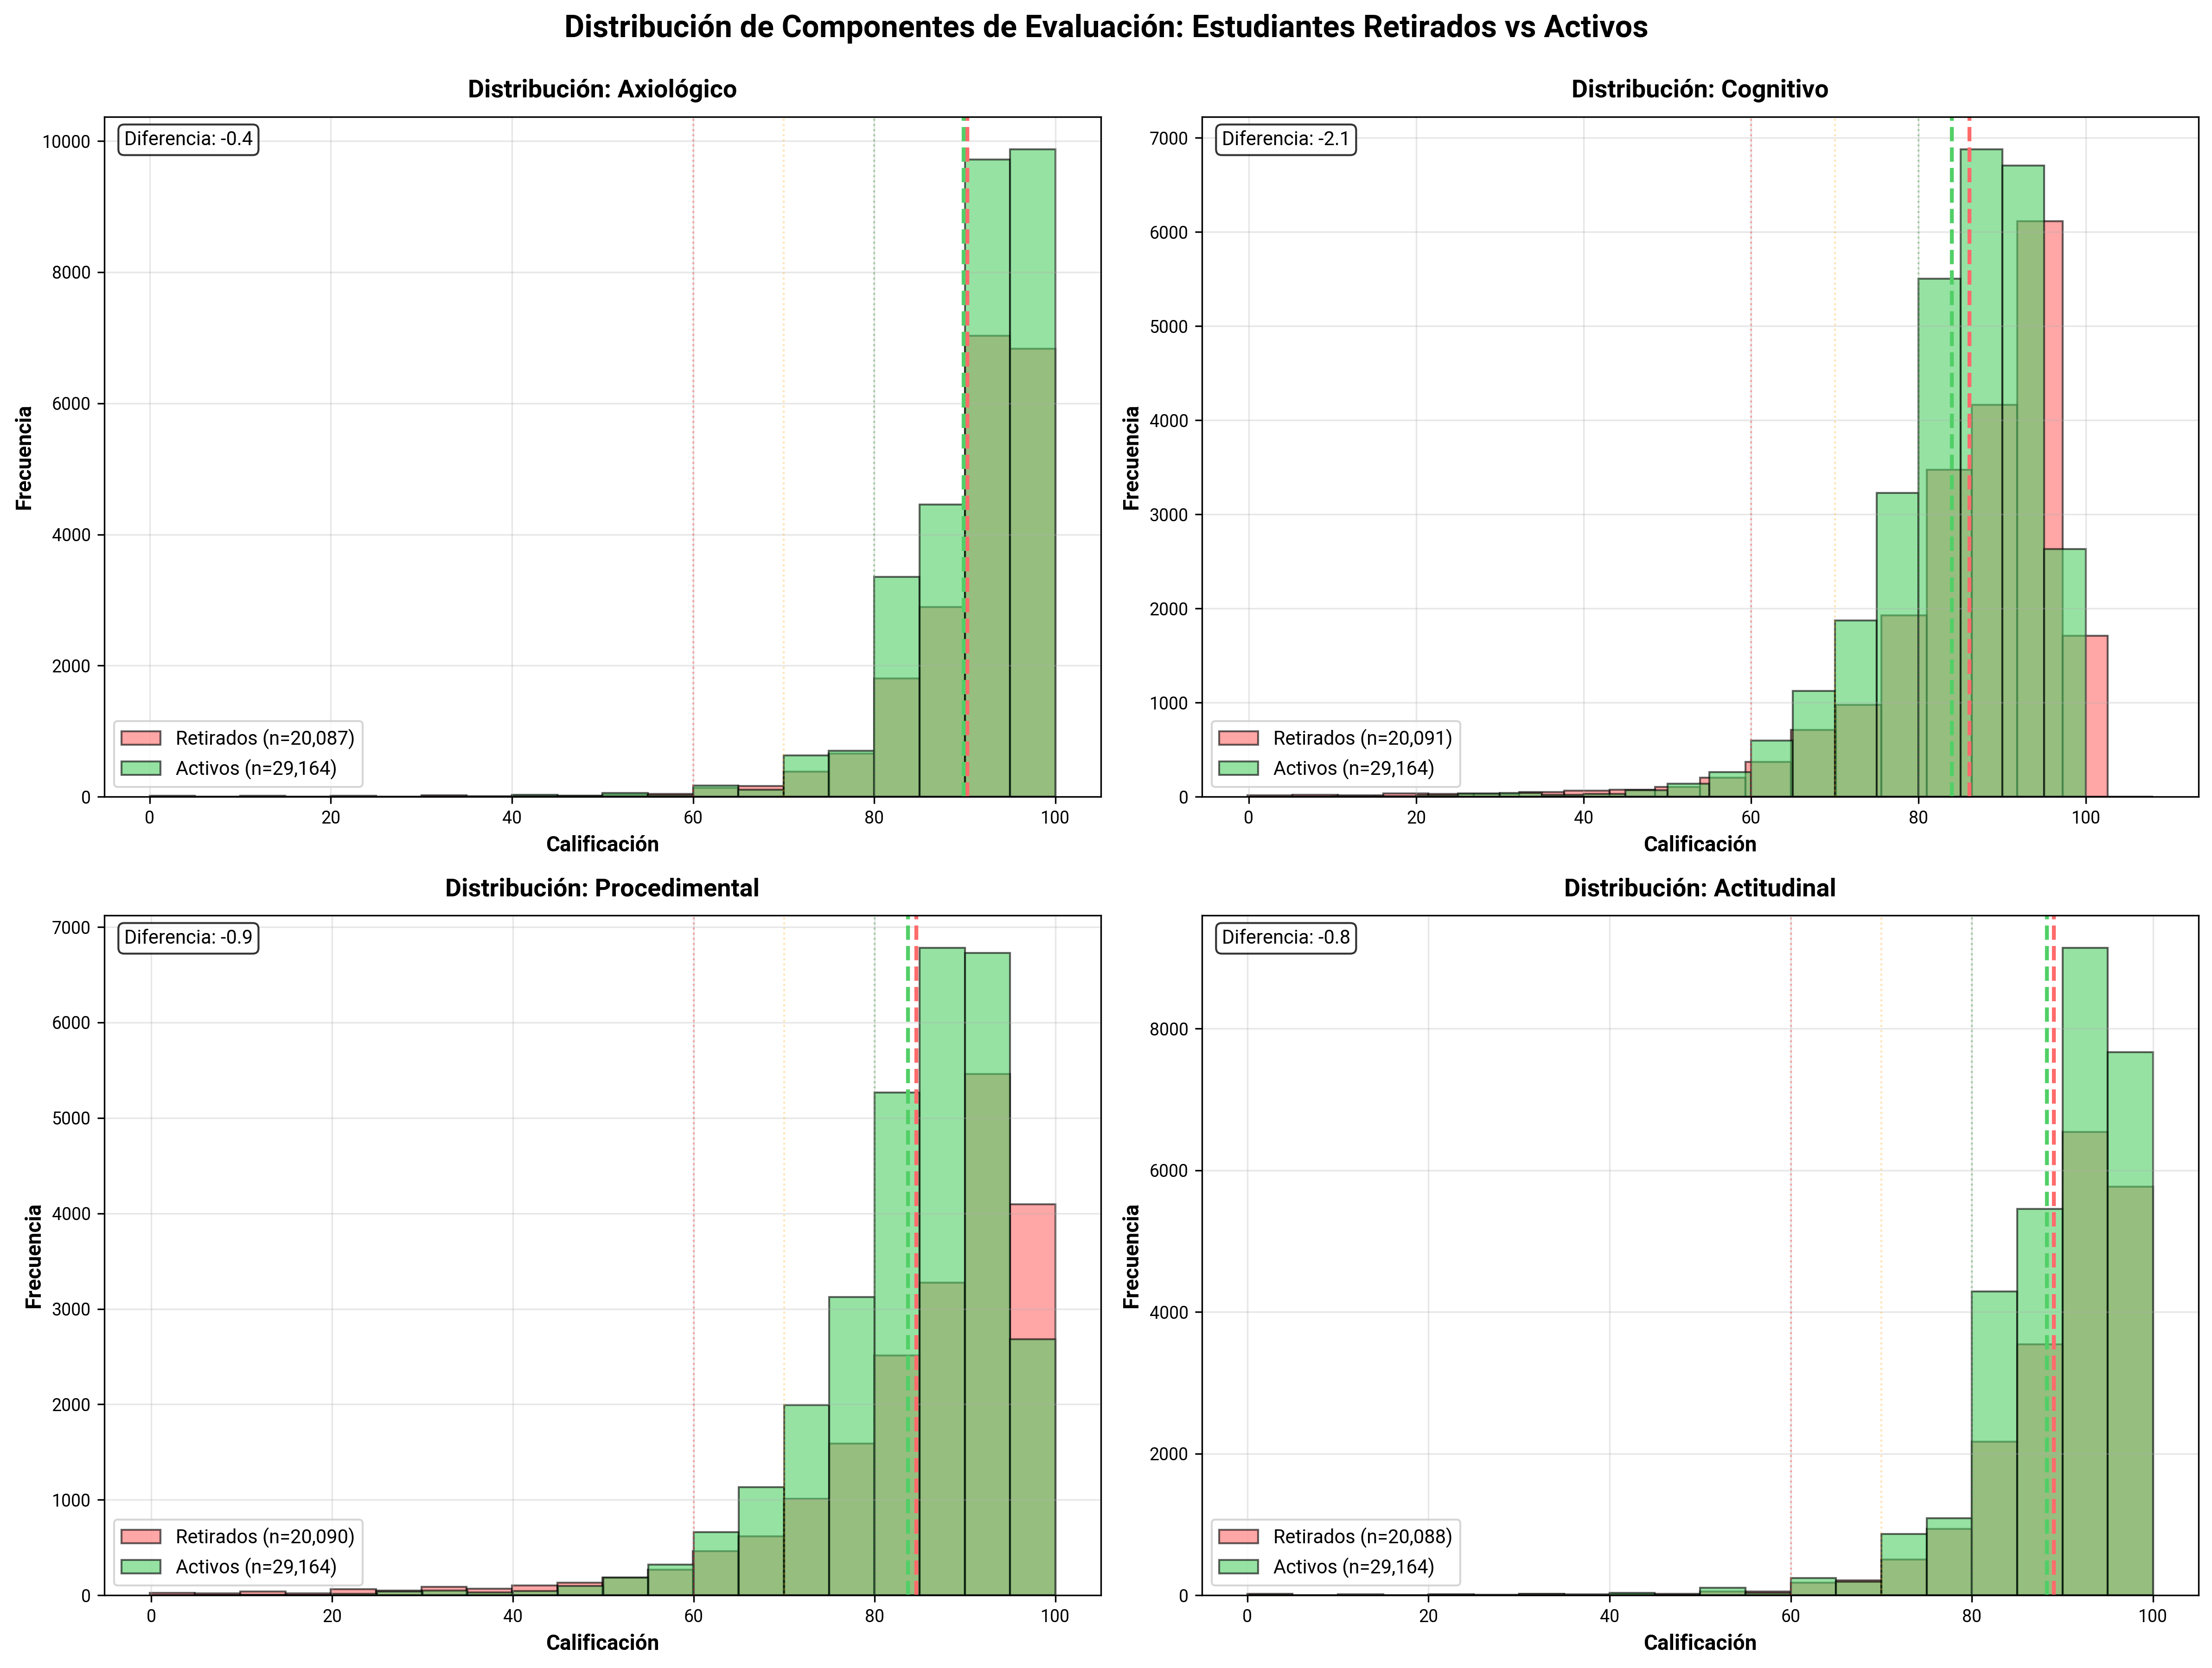 Distribución de Componentes de Evaluación: Estudiantes Retirados vs Activos
Distribución: Axiológico
Diferencia: -0.4
10000
8000
6000
4000
2000
0
Frecuencia
Retirados (n=20,087)
Activos (n=29,164)
0 20 40 60 80 100
Calificación
Distribución: Cognitivo
Diferencia: -2.1
7000
6000
5000
4000
3000
2000
1000
0
Frecuencia
Retirados (n=20,091)
Activos (n=29,164)
0 20 40 60 80 100
Calificación
Distribución: Procedimental
Diferencia: -0.9
7000
6000
5000
4000
3000
2000
1000
0
Frecuencia
Retirados (n=20,090)
Activos (n=29,164)
0 20 40 60 80 100
Calificación
Distribución: Actitudinal
Diferencia: -0.8
8000
6000
4000
2000
0
Frecuencia
Retirados (n=20,088)
Activos (n=29,164)
0 20 40 60 80 100
Calificación